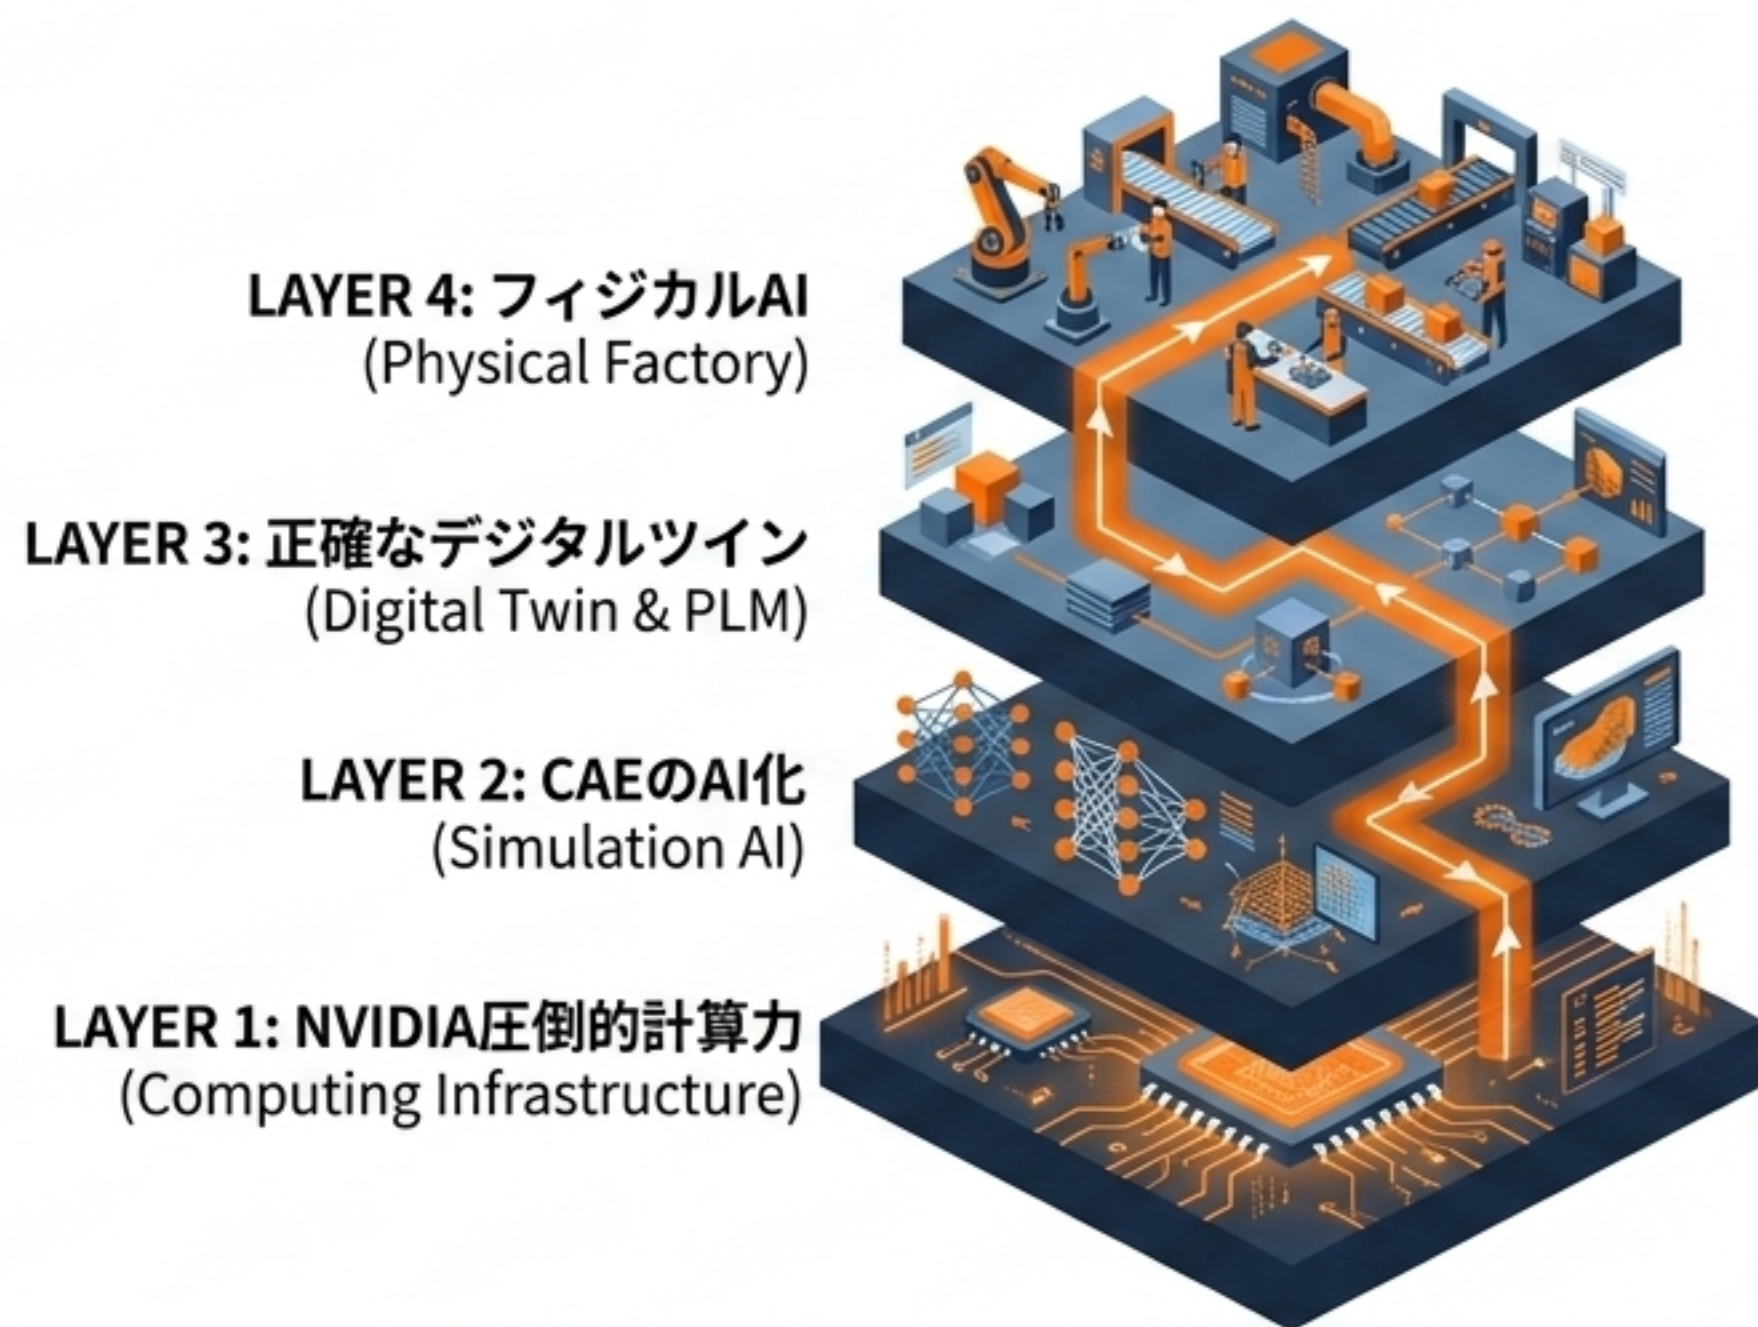 LAYER 4: フィジカルAI
(Physical Factory)
LAYER 3: 正確なデジタルツイン
(Digital Twin & PLM)
LAYER 2: CAEのAI化
(Simulation AI)
LAYER 1: NVIDIA圧倒的計算力
(Computing Infrastructure)